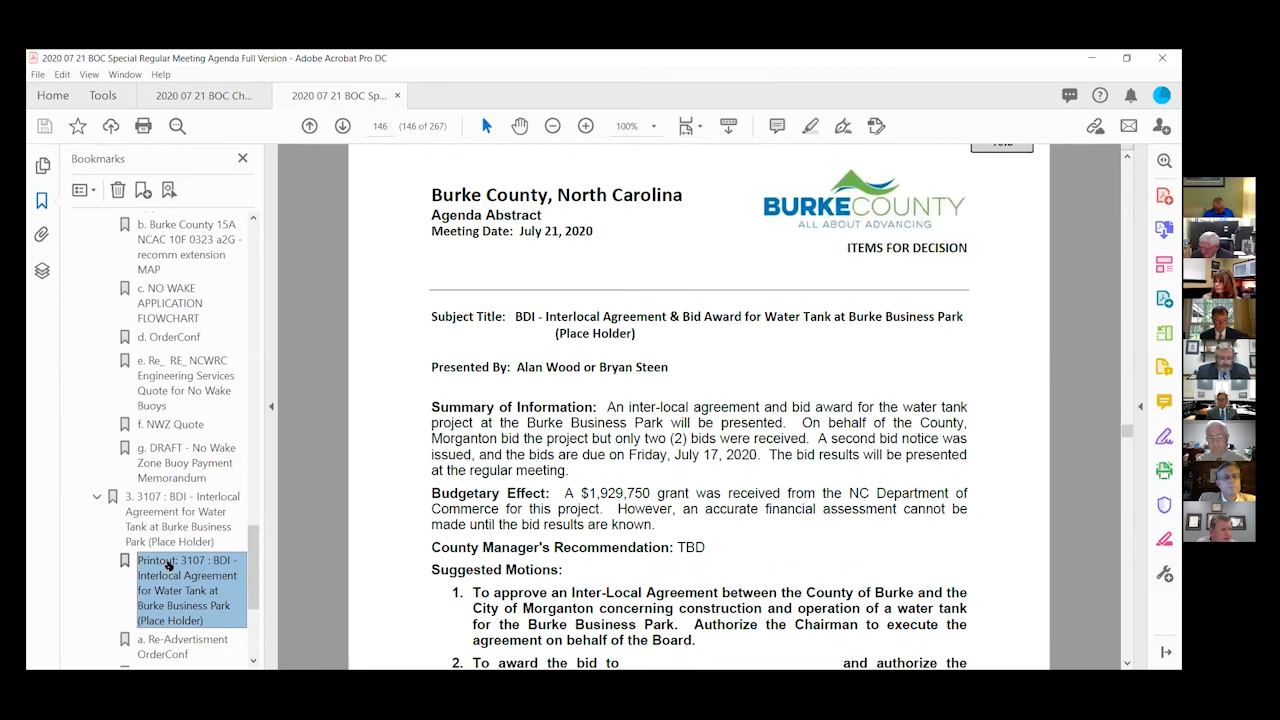 2020 07 21 BOC Special Regular Meeting Agenda Full Version - Adobe Acrobat Pro DC
File Edit View Window Help
Home Tools 2020 07 21 BOC Ch... 2020 07 21 BOC Sp... ×
146 (146 of 267) 100%
Bookmarks
b. Burke County 15A
NCAC 10F 0323 a2G -
recomm extension
MAP
c. NO WAKE
APPLICATION
FLOWCHART
d. OrderConf
e. Re_ RE_ NCWRC
Engineering Services
Quote for No Wake
Buoys
f. NWZ Quote
g. DRAFT - No Wake
Zone Buoy Payment
Memorandum
3. 3107 : BDI - Interlocal
Agreement for Water
Tank at Burke Business
Park (Place Holder)
Printout: 3107 : BDI -
Interlocal Agreement
for Water Tank at
Burke Business Park
(Place Holder)
a. Re-Advertisment
OrderConf
Burke County, North Carolina
Agenda Abstract
Meeting Date: July 21, 2020
BURKECOUNTY
ALL ABOUT ADVANCING
ITEMS FOR DECISION
Subject Title: BDI - Interlocal Agreement & Bid Award for Water Tank at Burke Business Park
(Place Holder)
Presented By: Alan Wood or Bryan Steen
Summary of Information: An inter-local agreement and bid award for the water tank
project at the Burke Business Park will be presented. On behalf of the County,
Morganton bid the project but only two (2) bids were received. A second bid notice was
issued, and the bids are due on Friday, July 17, 2020. The bid results will be presented
at the regular meeting.
Budgetary Effect: A $1,929,750 grant was received from the NC Department of
Commerce for this project. However, an accurate financial assessment cannot be
made until the bid results are known.
County Manager's Recommendation: TBD
Suggested Motions:
1. To approve an Inter-Local Agreement between the County of Burke and the
City of Morganton concerning construction and operation of a water tank
for the Burke Business Park. Authorize the Chairman to execute the
agreement on behalf of the Board.
2. To award the bid to and authorize the